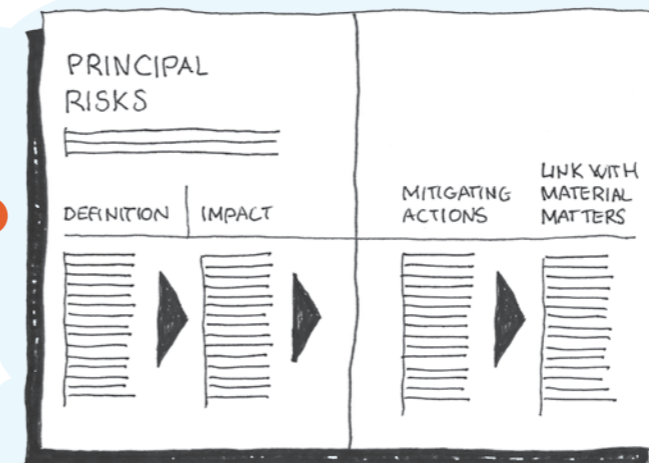 PRINCIPAL
RISKS
DEFINITION
IMPACT
MITIGATING
ACTIONS
LINK WITH
MATERIAL
MATTERS